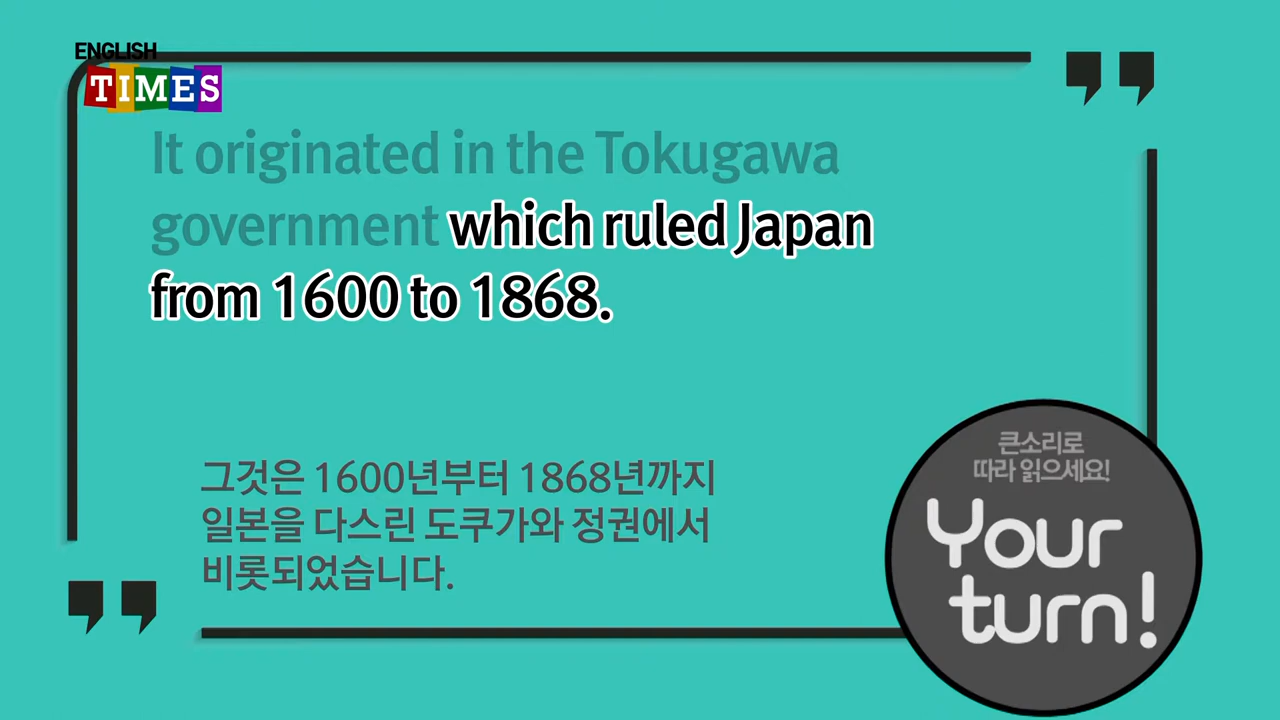 ENGLISH
TIMES
It originated in the Tokugawa
government which ruled Japan
from 1600 to 1868.
그것은 1600년부터 1868년까지
일본을 다스린 도쿠가와 정권에서
비롯되었습니다.
큰소리로
따라 읽으세요!
Your
turn!